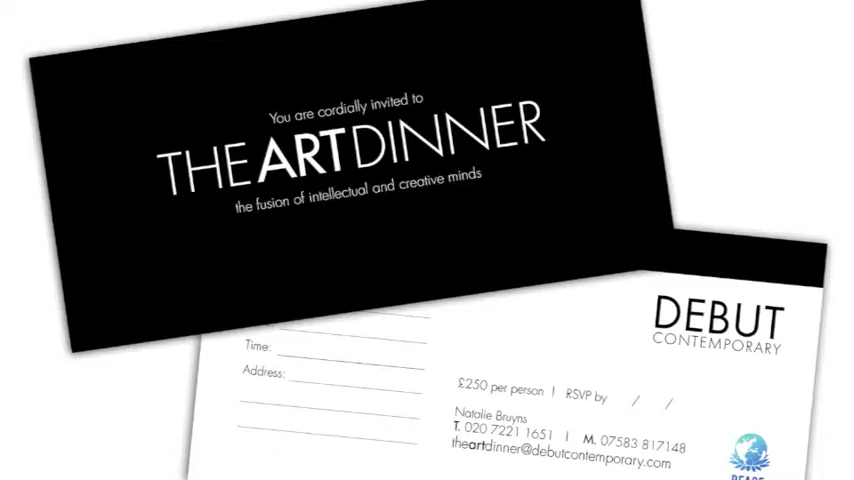 You are cordially invited to
THEARTDINNER
the fusion of intellectual and creative minds
DEBUT
CONTEMPORARY
Time:
Address:
£250 per person | RSVP by / /
Natalie Bruyns
T. 020 7221 1651 | M. 07583 817148
theartdinner@debutcontemporary.com
PEACE